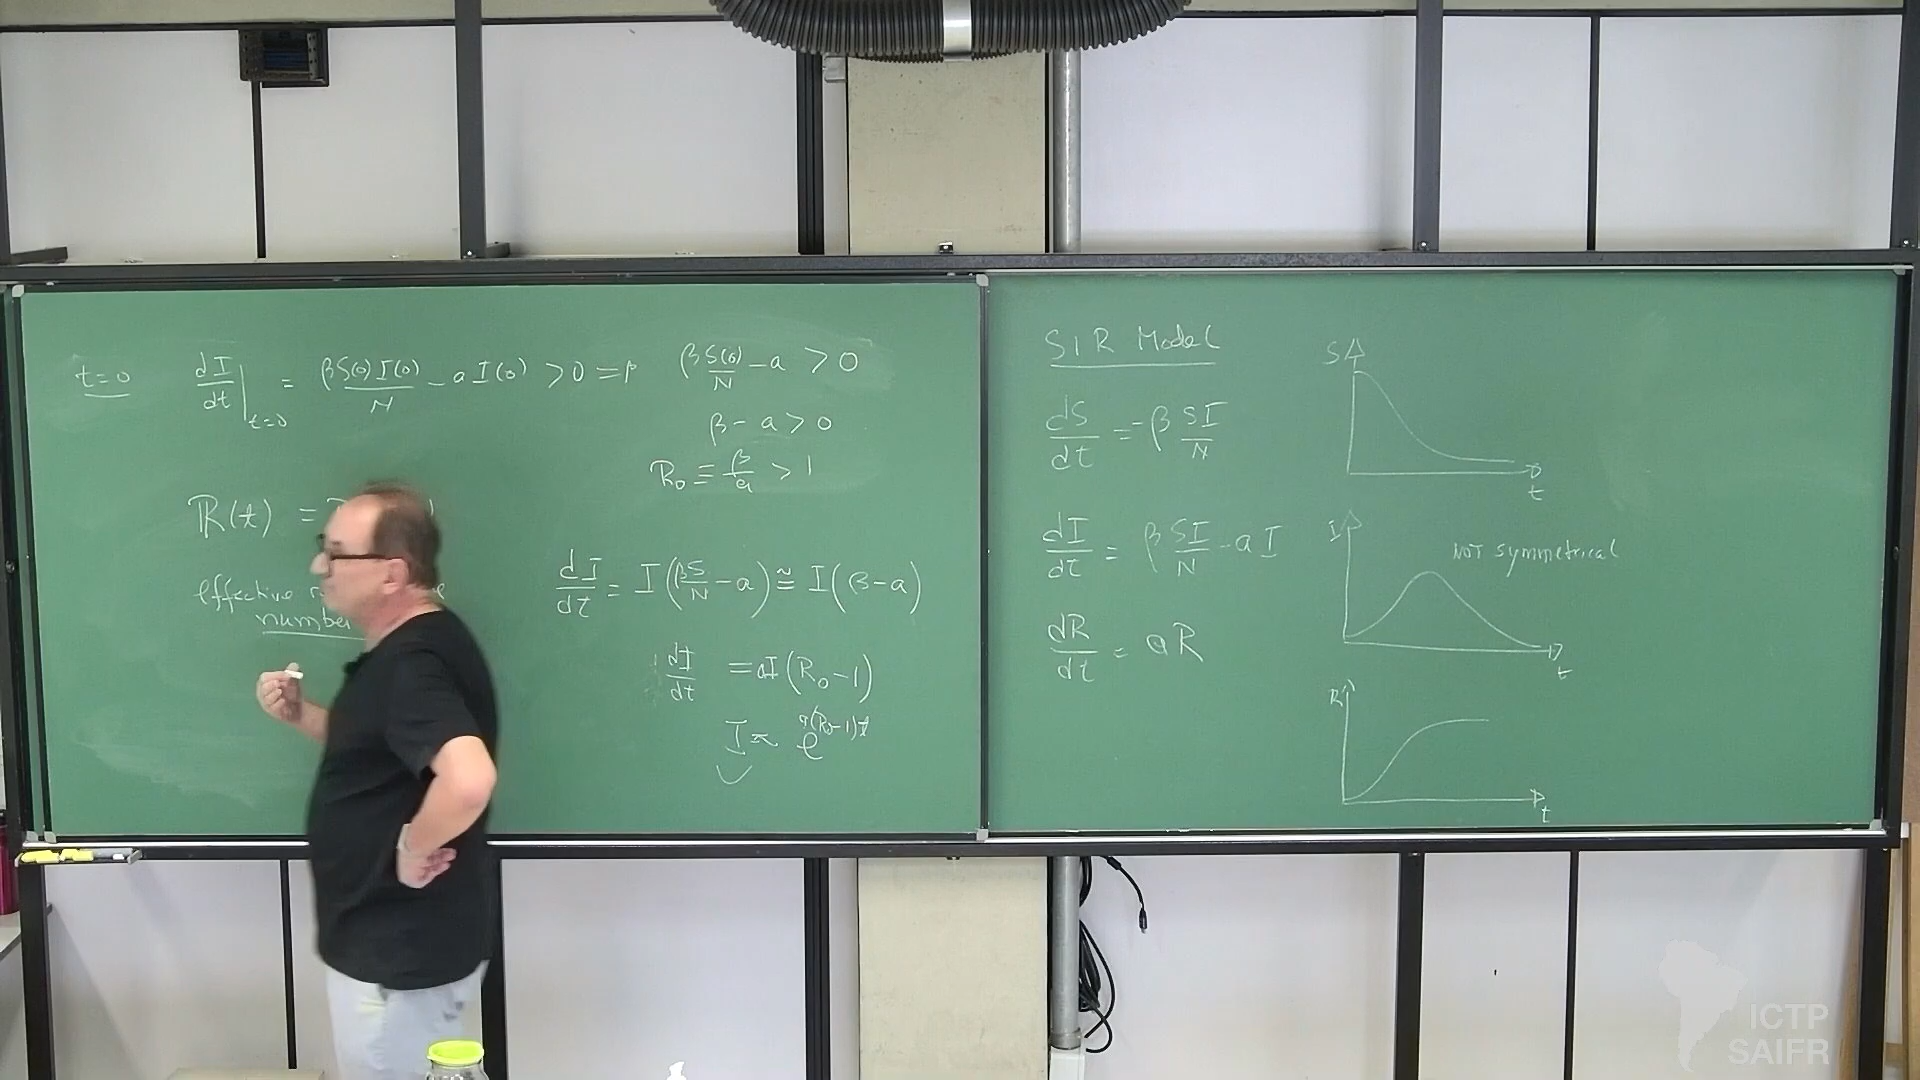 t=0 dI/dt|t=0 = βS(0)I(0)/N - aI(0) > 0 => βS(0)/N - a > 0
β - a > 0
R₀ ≡ β/a > 1
ℝ(t) =
effective
number
dI/dt = I(βS/N - a) ≅ I(β-a)
dI/dt = aI(R₀-1)
I ≈ e^(a(R₀-1)t)
SIR Model
dS/dt = -β SI/N
dI/dt = β SI/N - aI
dR/dt = aR
S
t
I
NOT symmetrical
t
R
t
ICTP
SAIFR